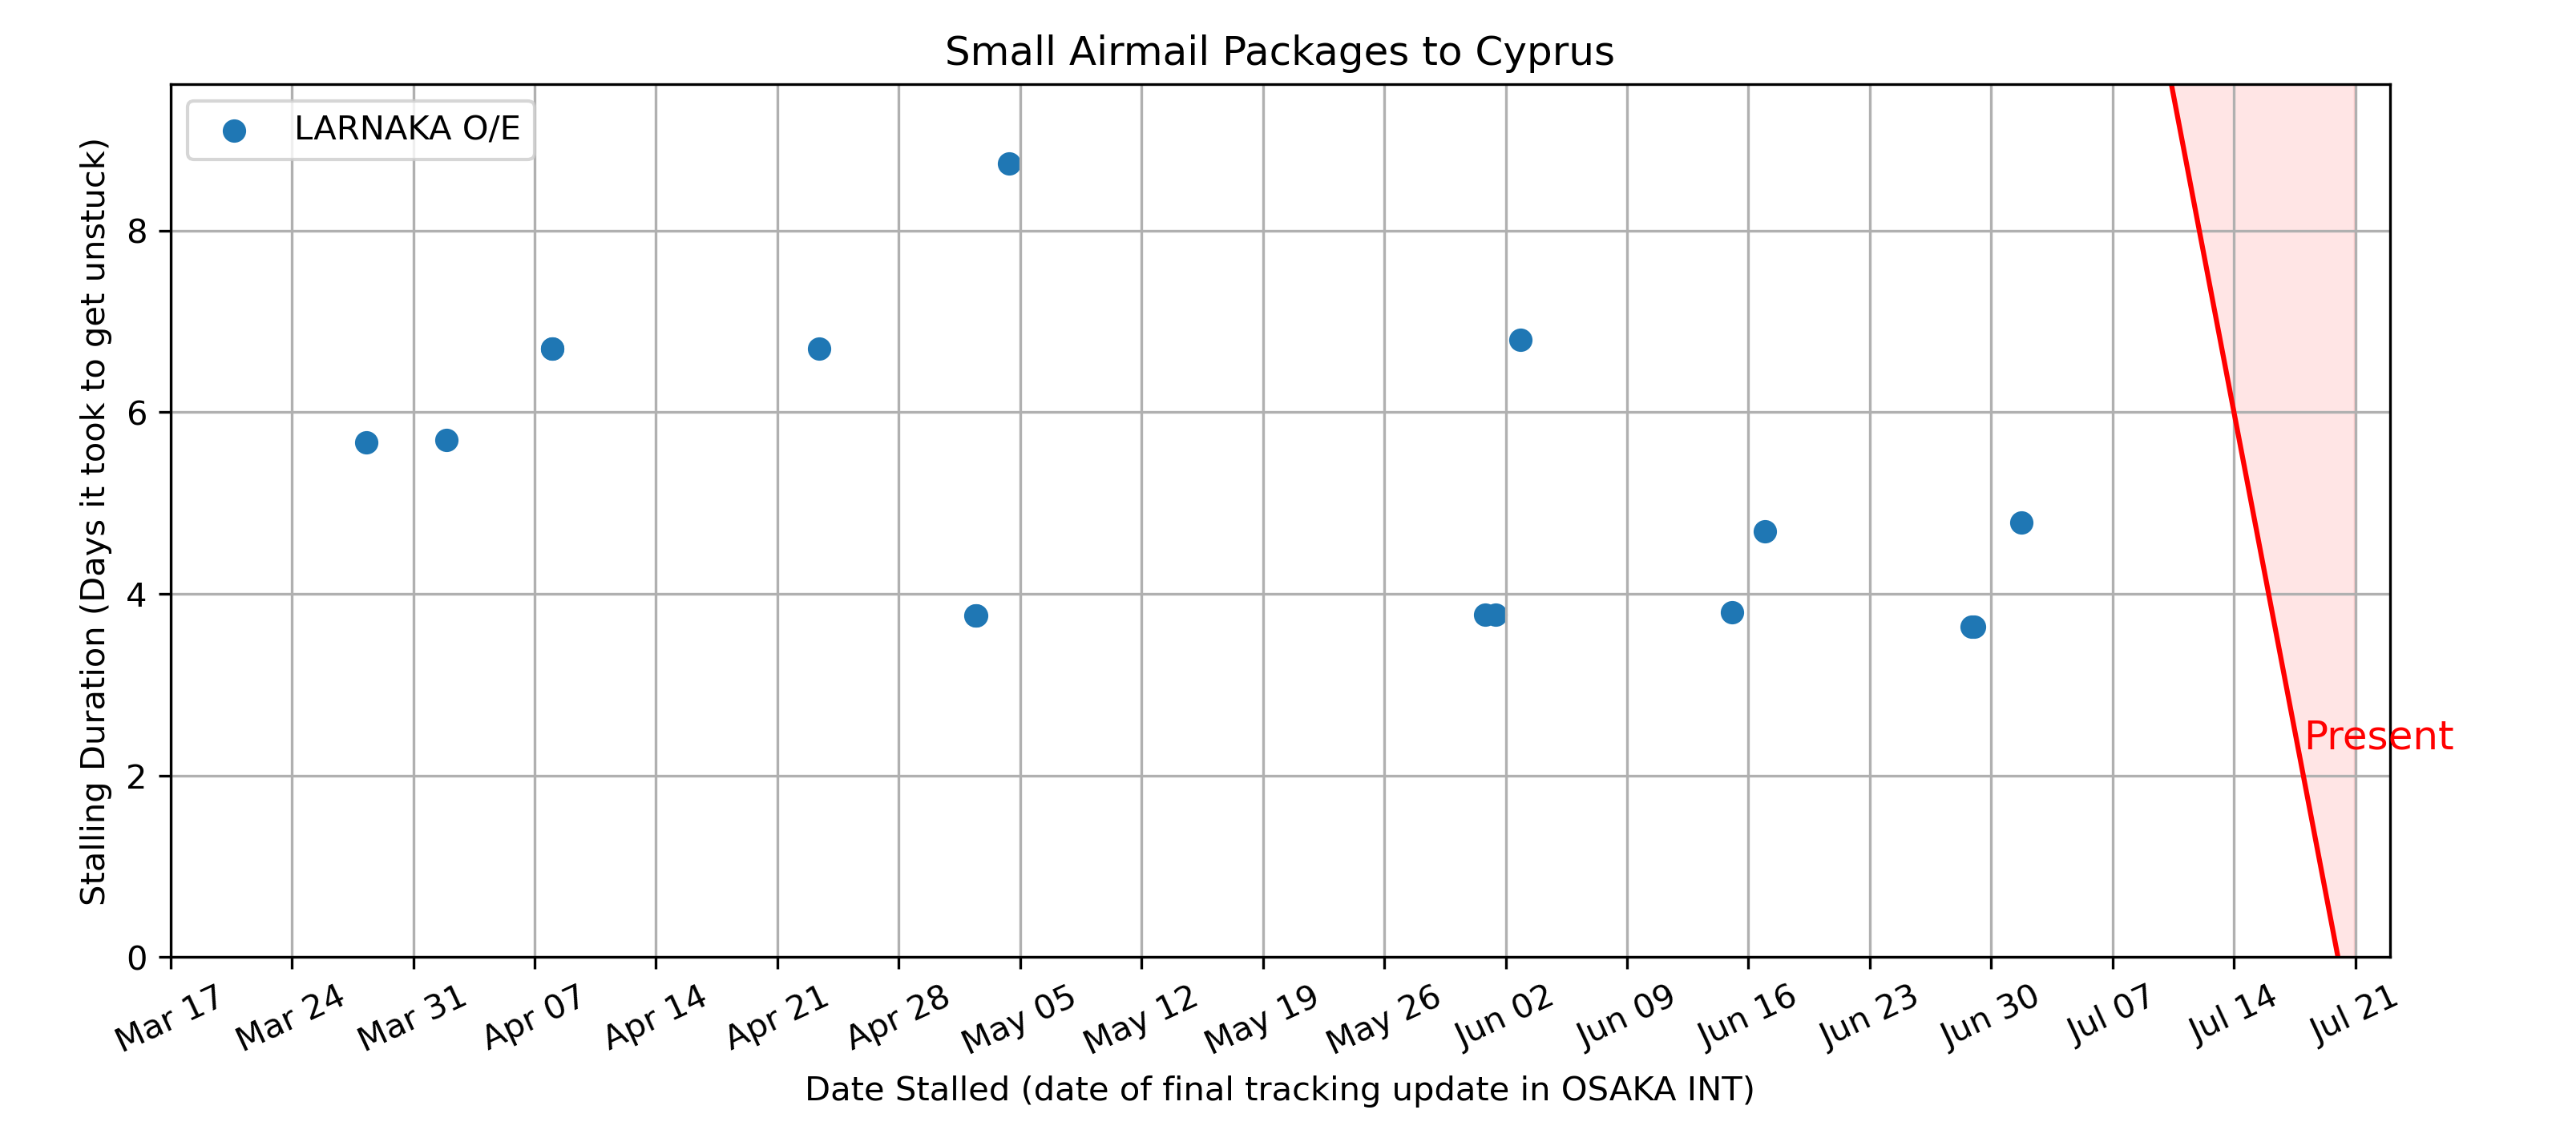 Small Airmail Packages to Cyprus
LARNAKA O/E
Stalling Duration (Days it took to get unstuck)
8
6
4
2
0
Present
Mar 17
Mar 24
Mar 31
Apr 07
Apr 14
Apr 21
Apr 28
May 05
May 12
May 19
May 26
Jun 02
Jun 09
Jun 16
Jun 23
Jun 30
Jul 07
Jul 14
Jul 21
Date Stalled (date of final tracking update in OSAKA INT)